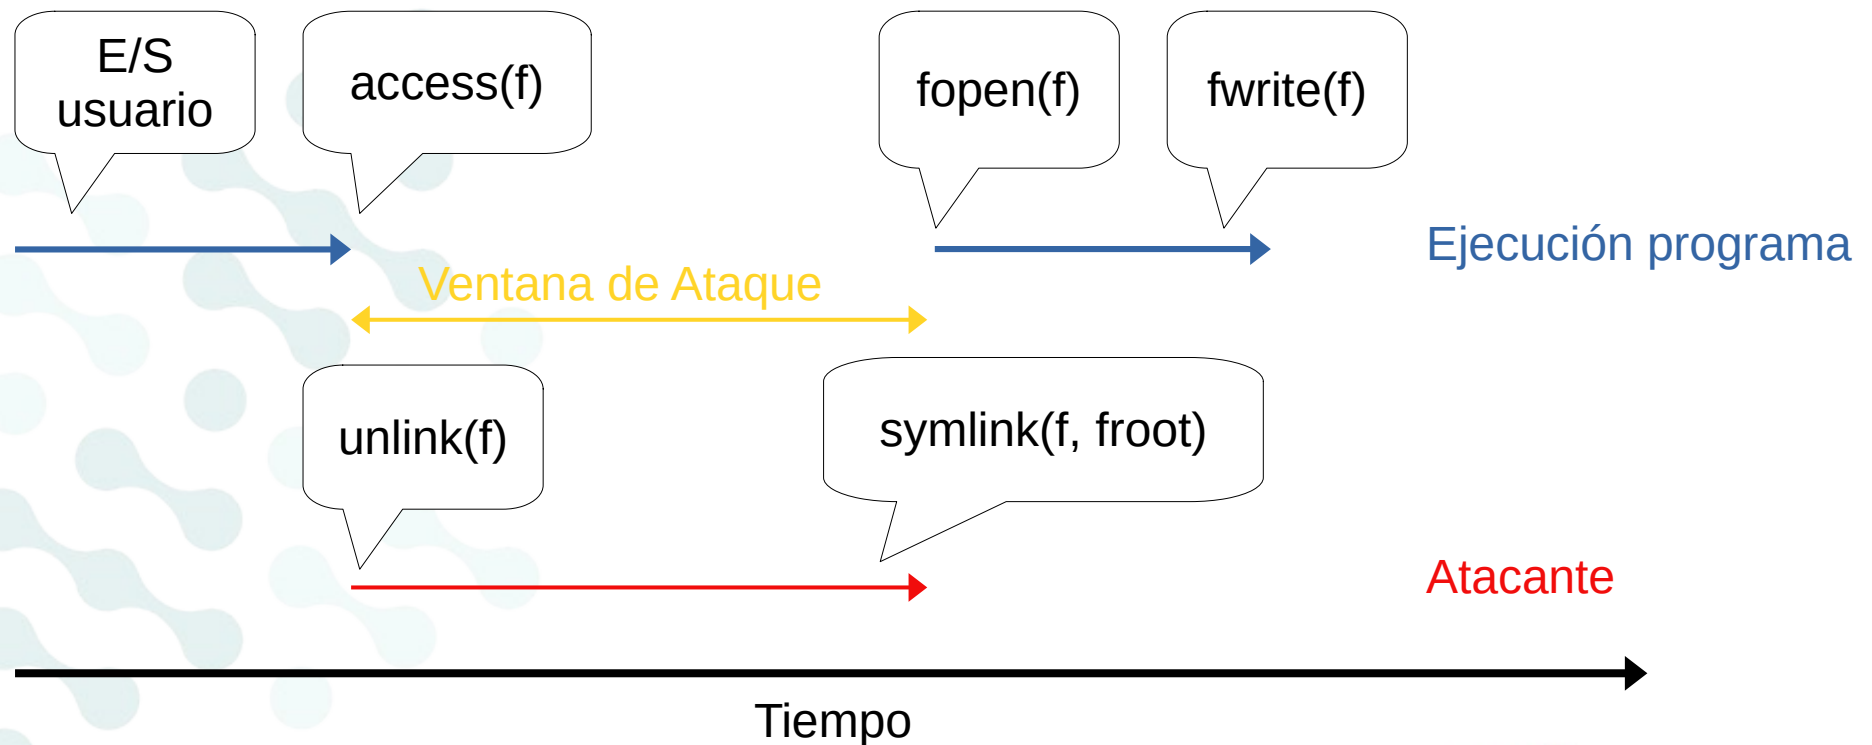 E/S
usuario
access(f)
fopen(f)
fwrite(f)
Ejecución programa
Ventana de Ataque
unlink(f)
symlink(f, froot)
Atacante
Tiempo